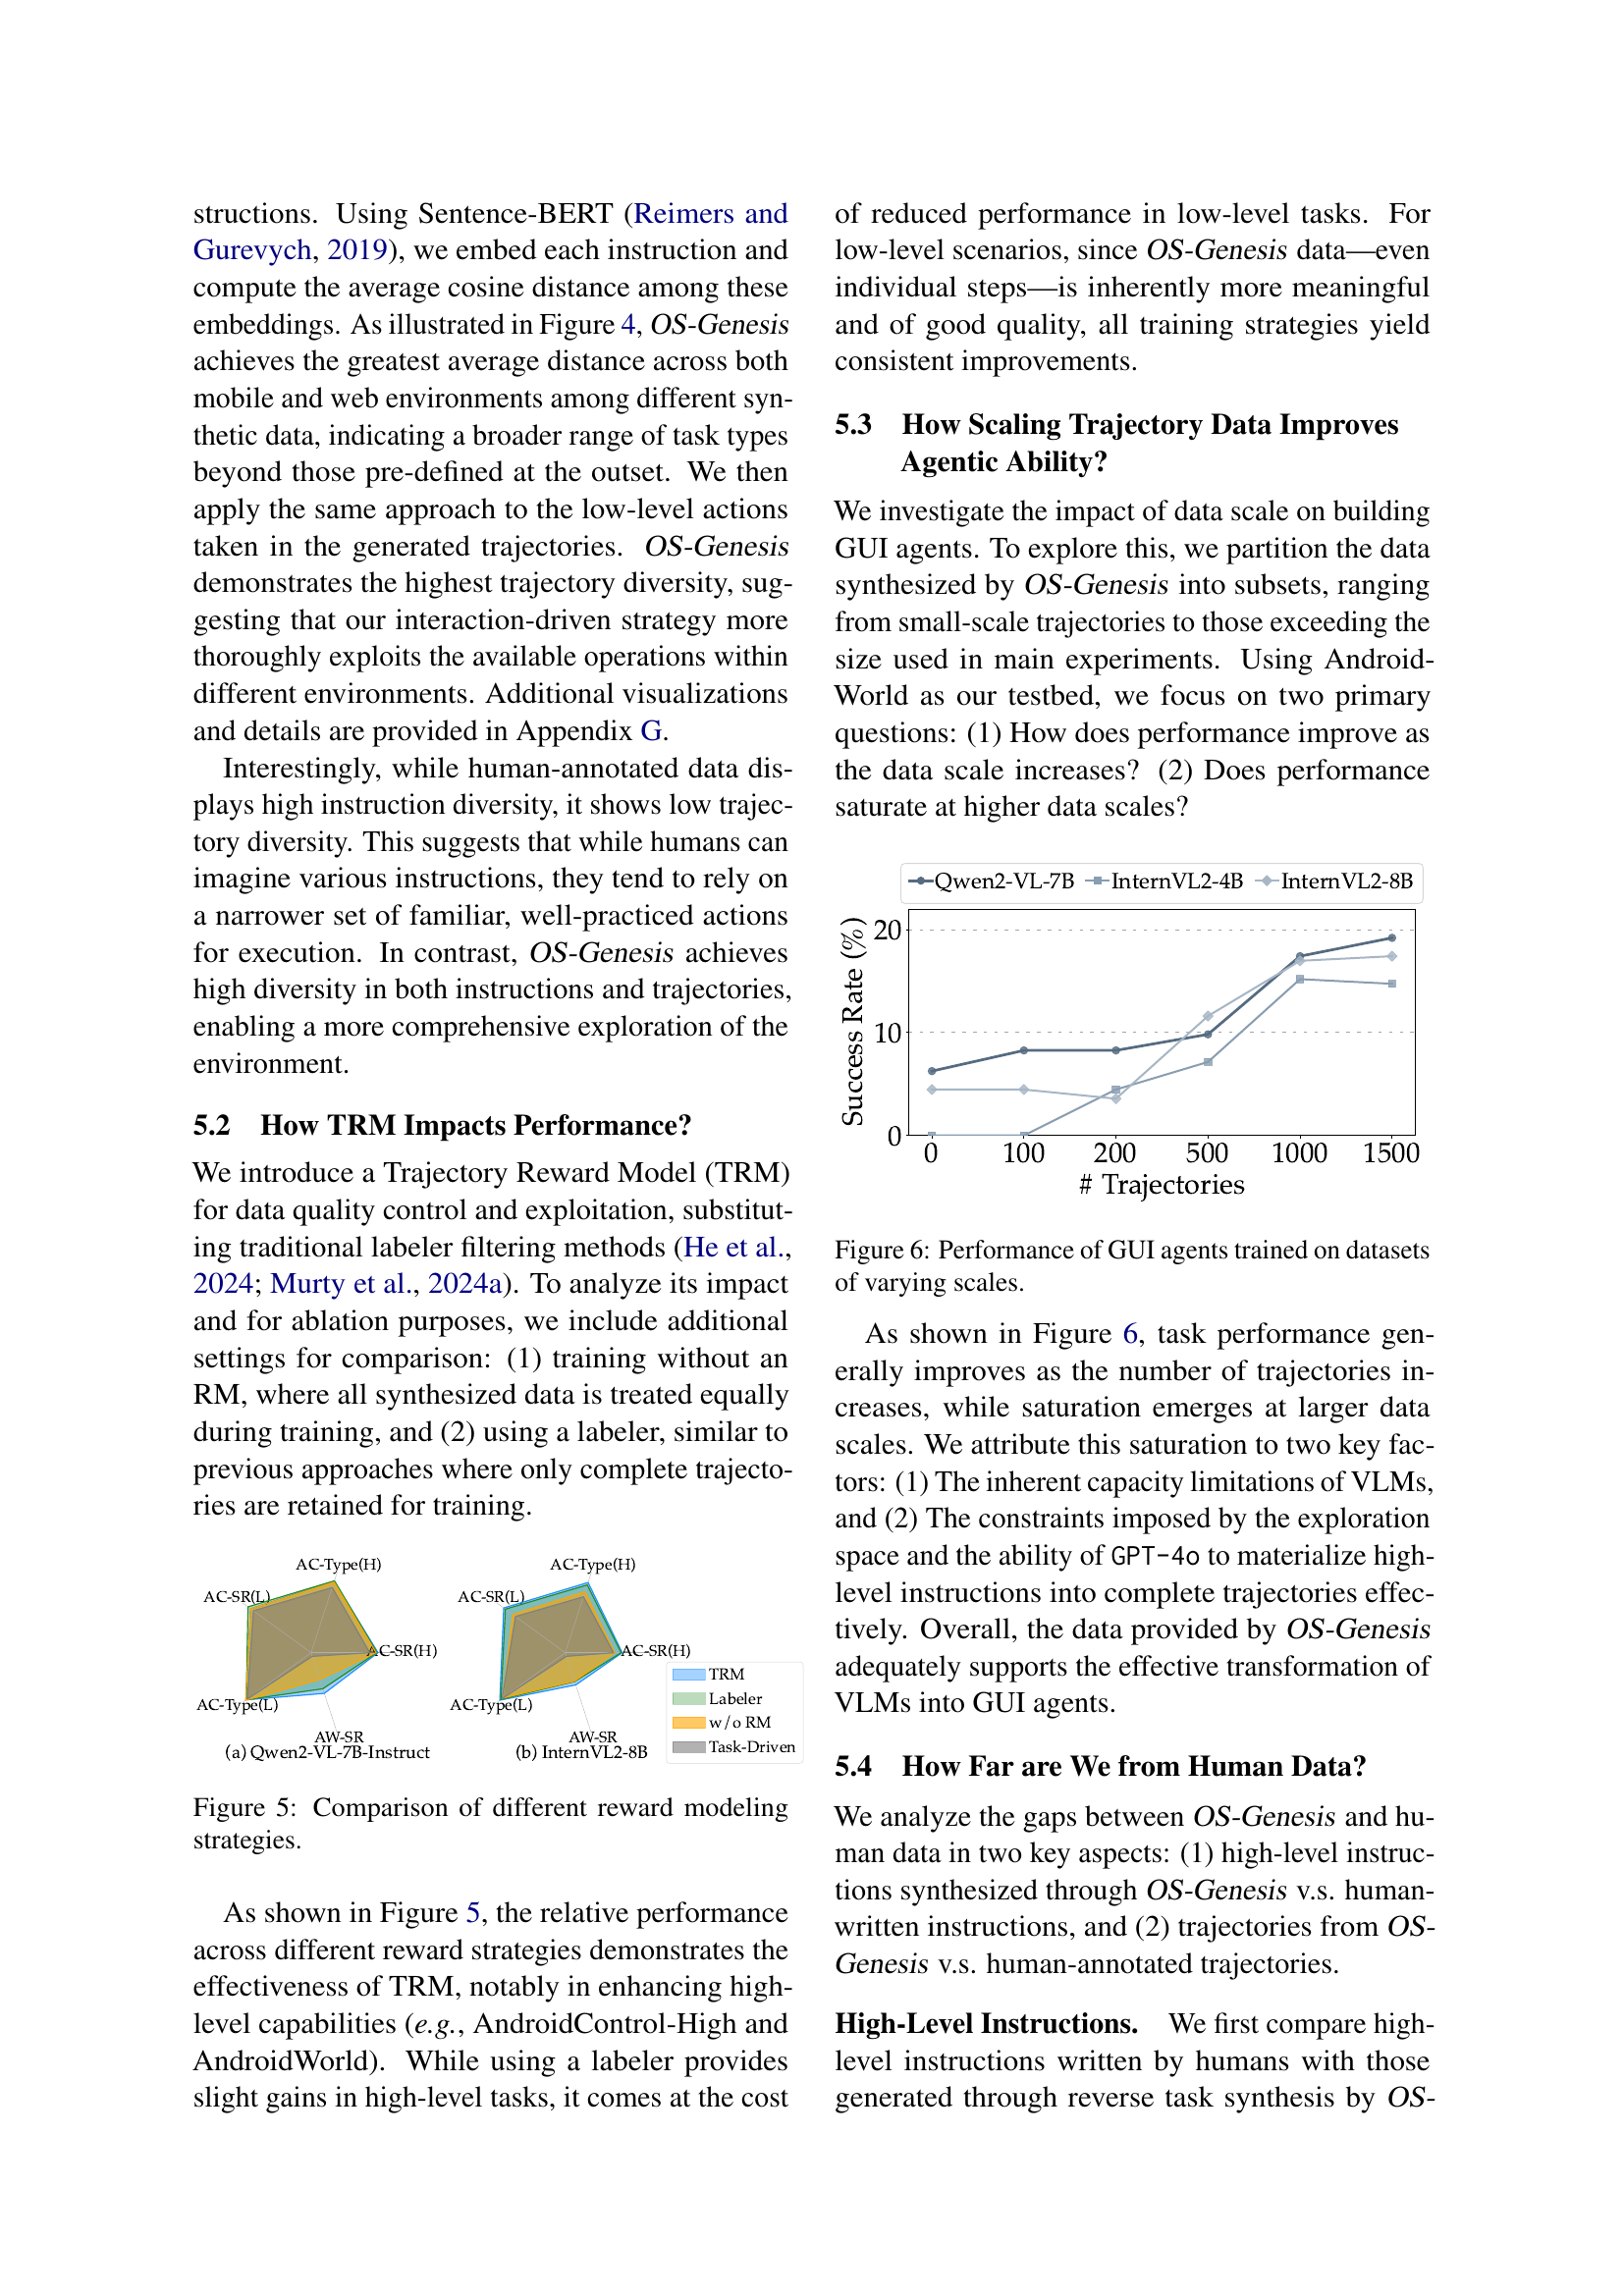 structions. Using Sentence-BERT (Reimers and
Gurevych, 2019), we embed each instruction and
compute the average cosine distance among these
embeddings. As illustrated in Figure 4, OS-Genesis
achieves the greatest average distance across both
mobile and web environments among different syn-
thetic data, indicating a broader range of task types
beyond those pre-defined at the outset. We then
apply the same approach to the low-level actions
taken in the generated trajectories. OS-Genesis
demonstrates the highest trajectory diversity, sug-
gesting that our interaction-driven strategy more
thoroughly exploits the available operations within
different environments. Additional visualizations
and details are provided in Appendix G.
Interestingly, while human-annotated data dis-
plays high instruction diversity, it shows low trajec-
tory diversity. This suggests that while humans can
imagine various instructions, they tend to rely on
a narrower set of familiar, well-practiced actions
for execution. In contrast, OS-Genesis achieves
high diversity in both instructions and trajectories,
enabling a more comprehensive exploration of the
environment.
5.2 How TRM Impacts Performance?
We introduce a Trajectory Reward Model (TRM)
for data quality control and exploitation, substitut-
ing traditional labeler filtering methods (He et al.,
2024; Murty et al., 2024a). To analyze its impact
and for ablation purposes, we include additional
settings for comparison: (1) training without an
RM, where all synthesized data is treated equally
during training, and (2) using a labeler, similar to
previous approaches where only complete trajecto-
ries are retained for training.
AC-Type(H)
AC-SR(L)
AC-SR(H)
AC-Type(L)
AW-SR
(a) Qwen2-VL-7B-Instruct
AC-Type(H)
AC-SR(L)
AC-SR(H)
AC-Type(L)
AW-SR
(b) InternVL2-8B
TRM
Labeler
w/o RM
Task-Driven
Figure 5: Comparison of different reward modeling
strategies.
As shown in Figure 5, the relative performance
across different reward strategies demonstrates the
effectiveness of TRM, notably in enhancing high-
level capabilities (e.g., AndroidControl-High and
AndroidWorld). While using a labeler provides
slight gains in high-level tasks, it comes at the cost
of reduced performance in low-level tasks. For
low-level scenarios, since OS-Genesis data—even
individual steps—is inherently more meaningful
and of good quality, all training strategies yield
consistent improvements.
5.3 How Scaling Trajectory Data Improves
Agentic Ability?
We investigate the impact of data scale on building
GUI agents. To explore this, we partition the data
synthesized by OS-Genesis into subsets, ranging
from small-scale trajectories to those exceeding the
size used in main experiments. Using Android-
World as our testbed, we focus on two primary
questions: (1) How does performance improve as
the data scale increases? (2) Does performance
saturate at higher data scales?
Qwen2-VL-7B InternVL2-4B InternVL2-8B
Success Rate (%)
20
10
0
0 100 200 500 1000 1500
# Trajectories
Figure 6: Performance of GUI agents trained on datasets
of varying scales.
As shown in Figure 6, task performance gen-
erally improves as the number of trajectories in-
creases, while saturation emerges at larger data
scales. We attribute this saturation to two key fac-
tors: (1) The inherent capacity limitations of VLMs,
and (2) The constraints imposed by the exploration
space and the ability of GPT-4o to materialize high-
level instructions into complete trajectories effec-
tively. Overall, the data provided by OS-Genesis
adequately supports the effective transformation of
VLMs into GUI agents.
5.4 How Far are We from Human Data?
We analyze the gaps between OS-Genesis and hu-
man data in two key aspects: (1) high-level instruc-
tions synthesized through OS-Genesis v.s. human-
written instructions, and (2) trajectories from OS-
Genesis v.s. human-annotated trajectories.
High-Level Instructions. We first compare high-
level instructions written by humans with those
generated through reverse task synthesis by OS-